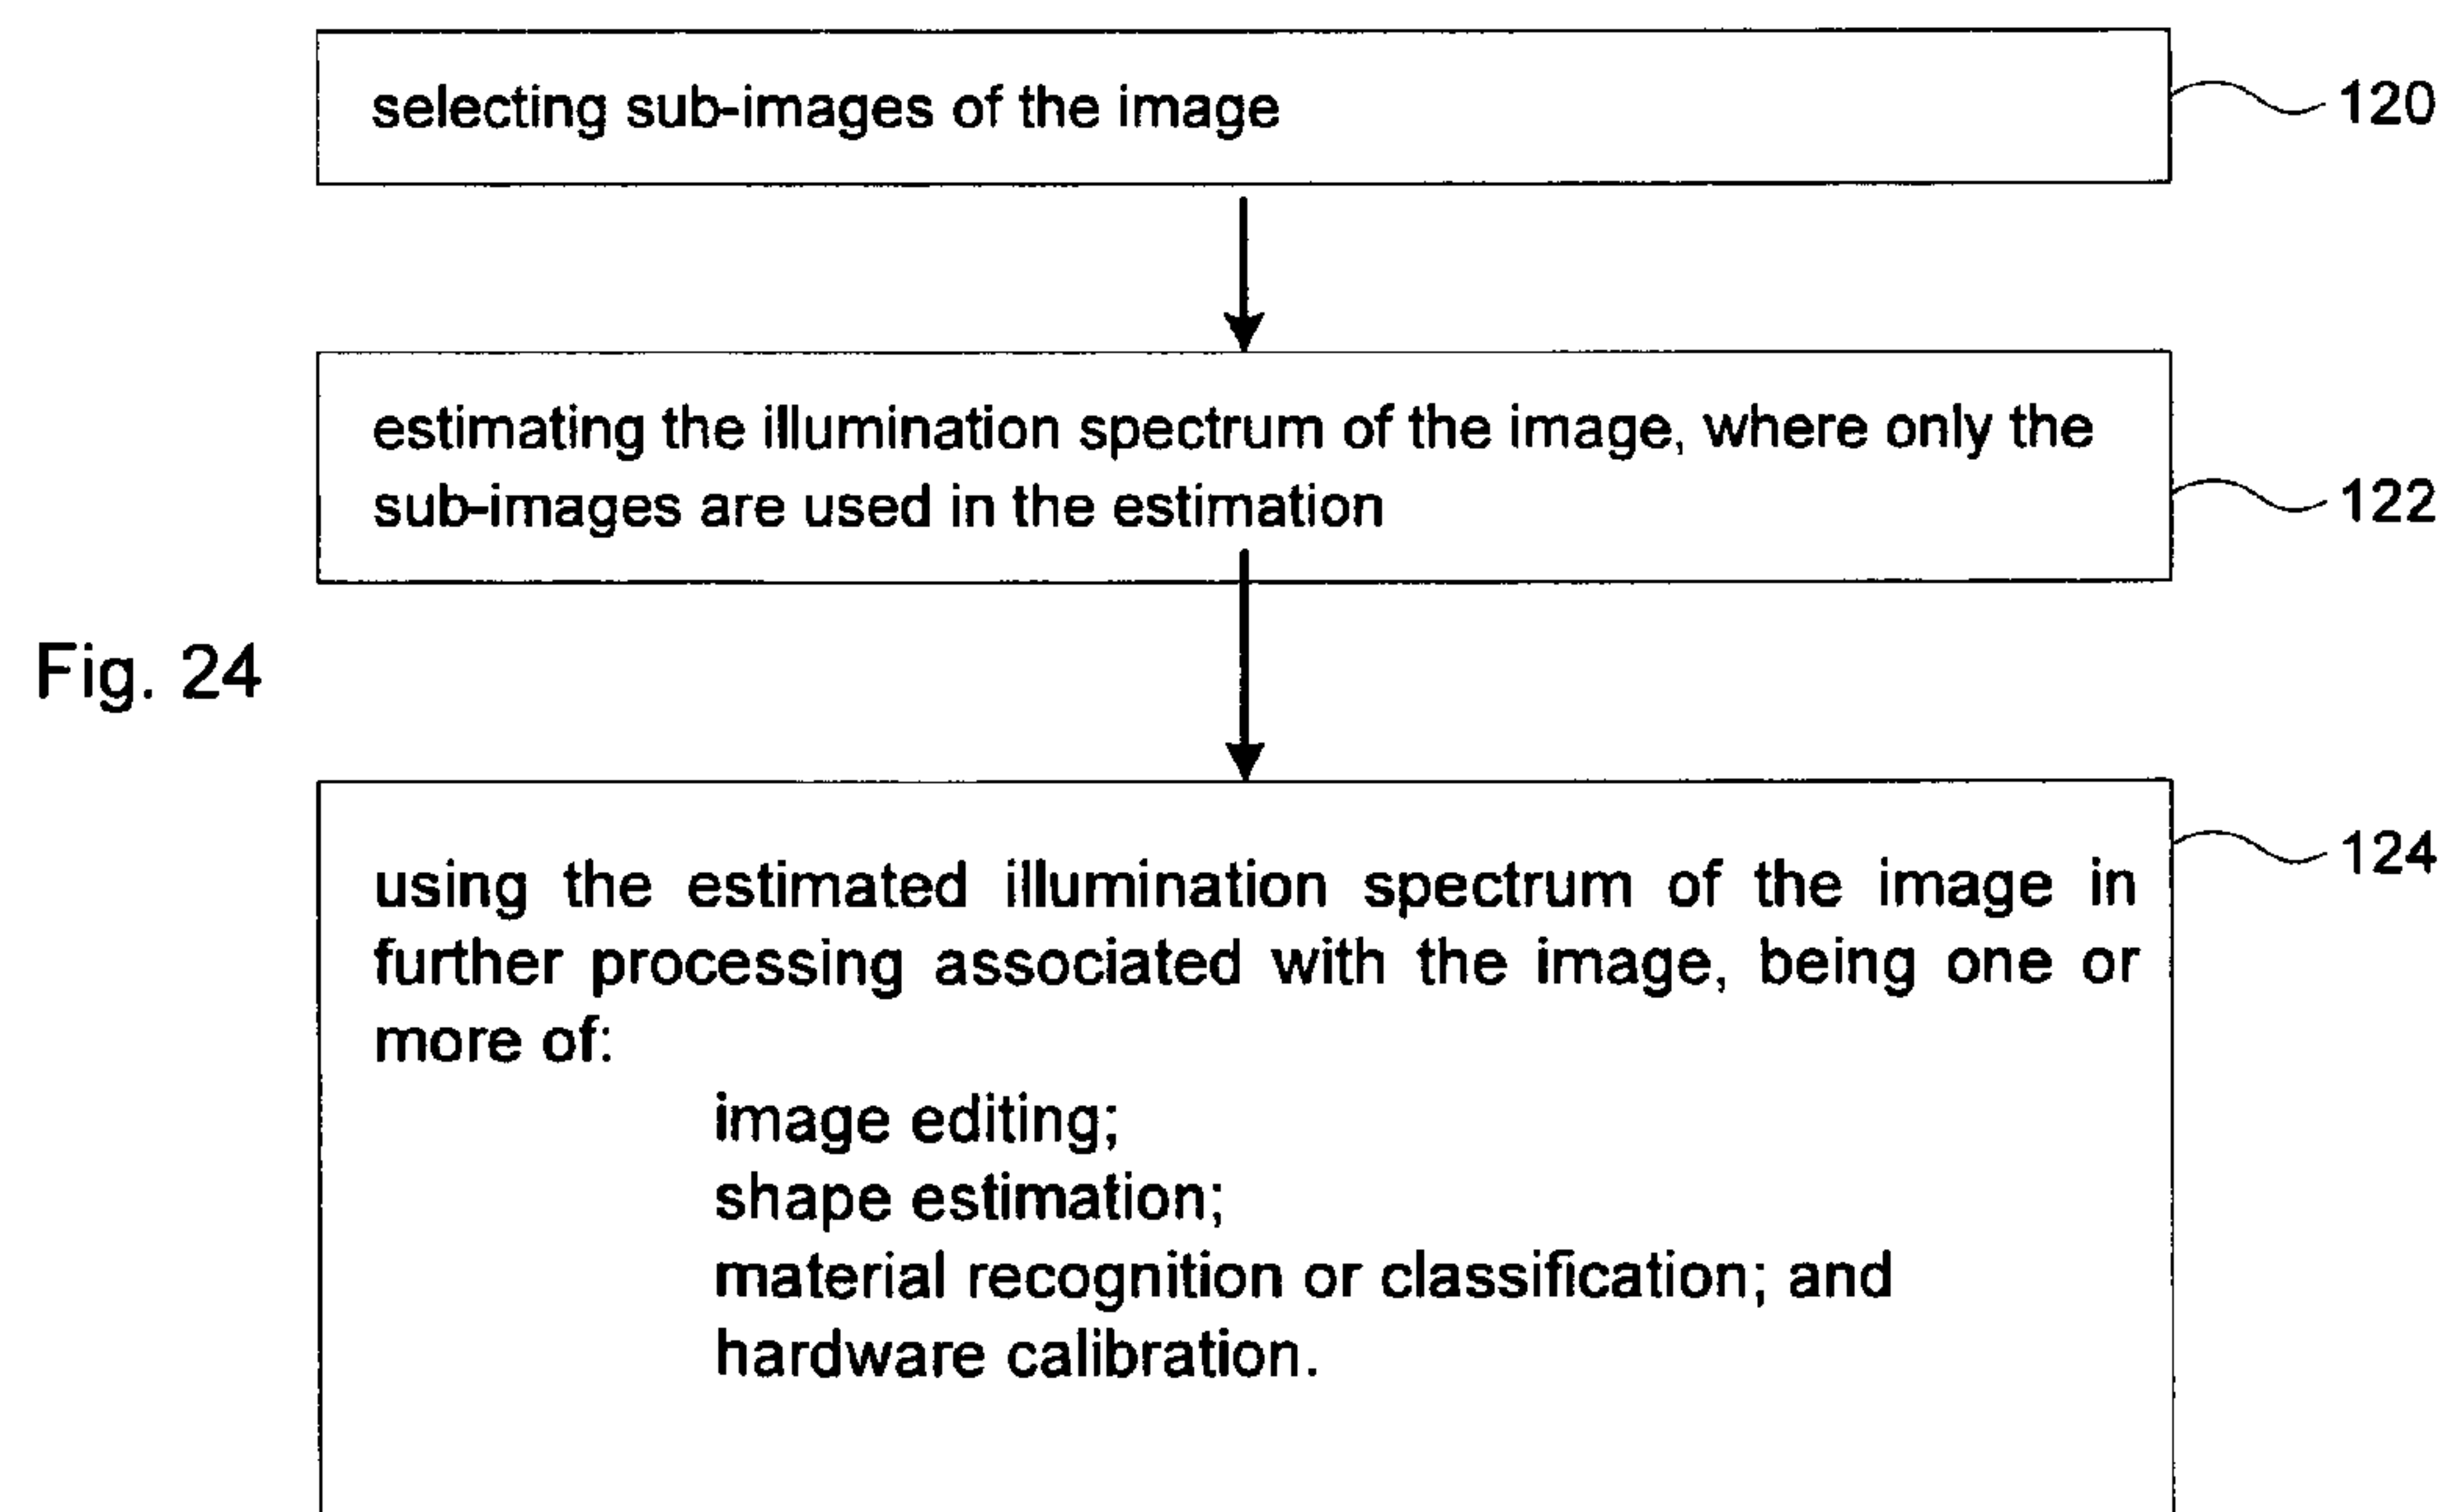 selecting sub-images of the image
120
estimating the illumination spectrum of the image, where only the
sub-images are used in the estimation
122
Fig. 24
124
using the estimated illumination spectrum of the image in
further processing associated with the image, being one or
more of:
image editing;
shape estimation;
material recognition or classification; and
hardware calibration.